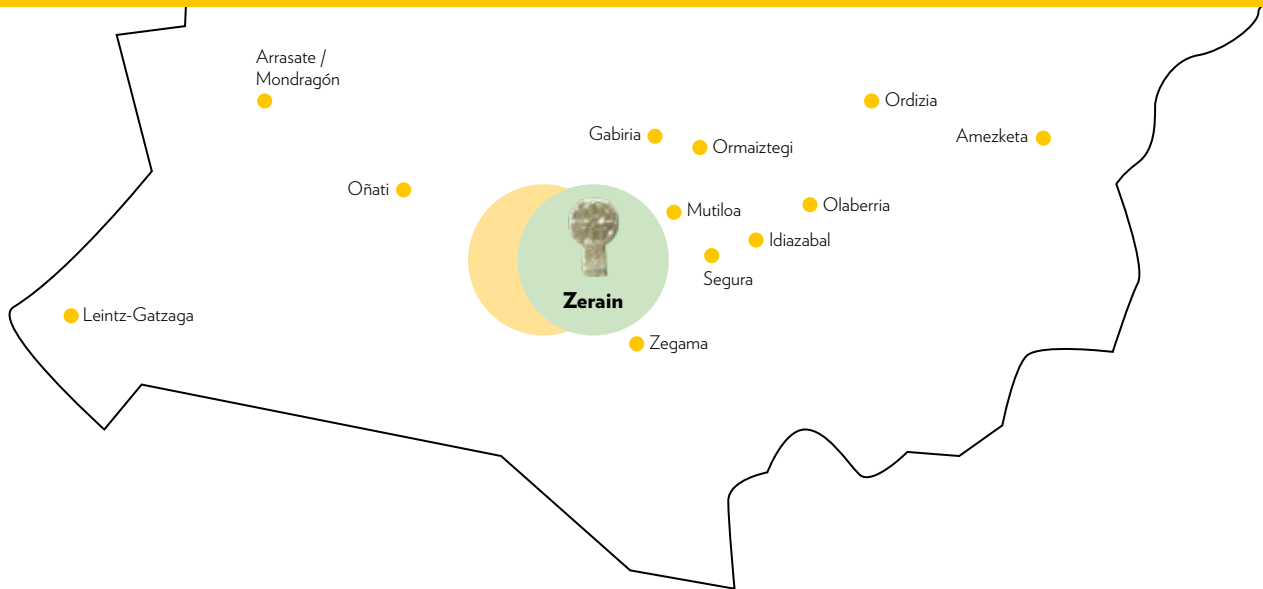 Arrasate /
Mondragón
Ordizia
Gabiria
Amezketa
Ormaiztegi
Oñati
Olaberria
Mutiloa
Idiazabal
Segura
Zerain
Leintz-Gatzaga
Zegama